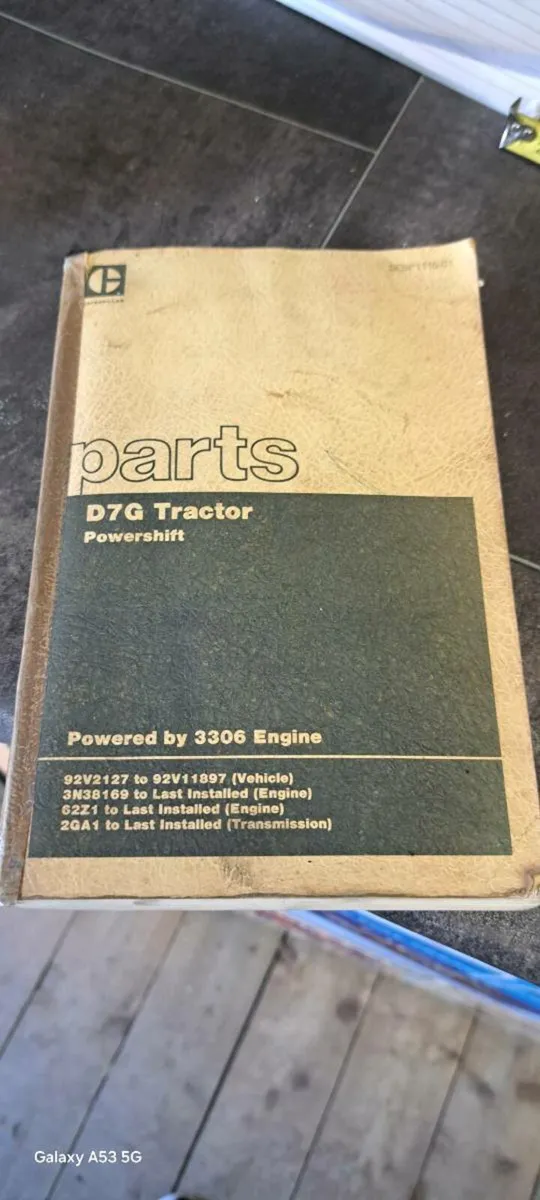 parts
D7G Tractor
Powershift
Powered by 3306 Engine
92V2127 to 92V11897 (Vehicle)
3N38169 to Last Installed (Engine)
62Z1 to Last Installed (Engine)
2GA1 to Last Installed (Transmission)
Galaxy A53 5G